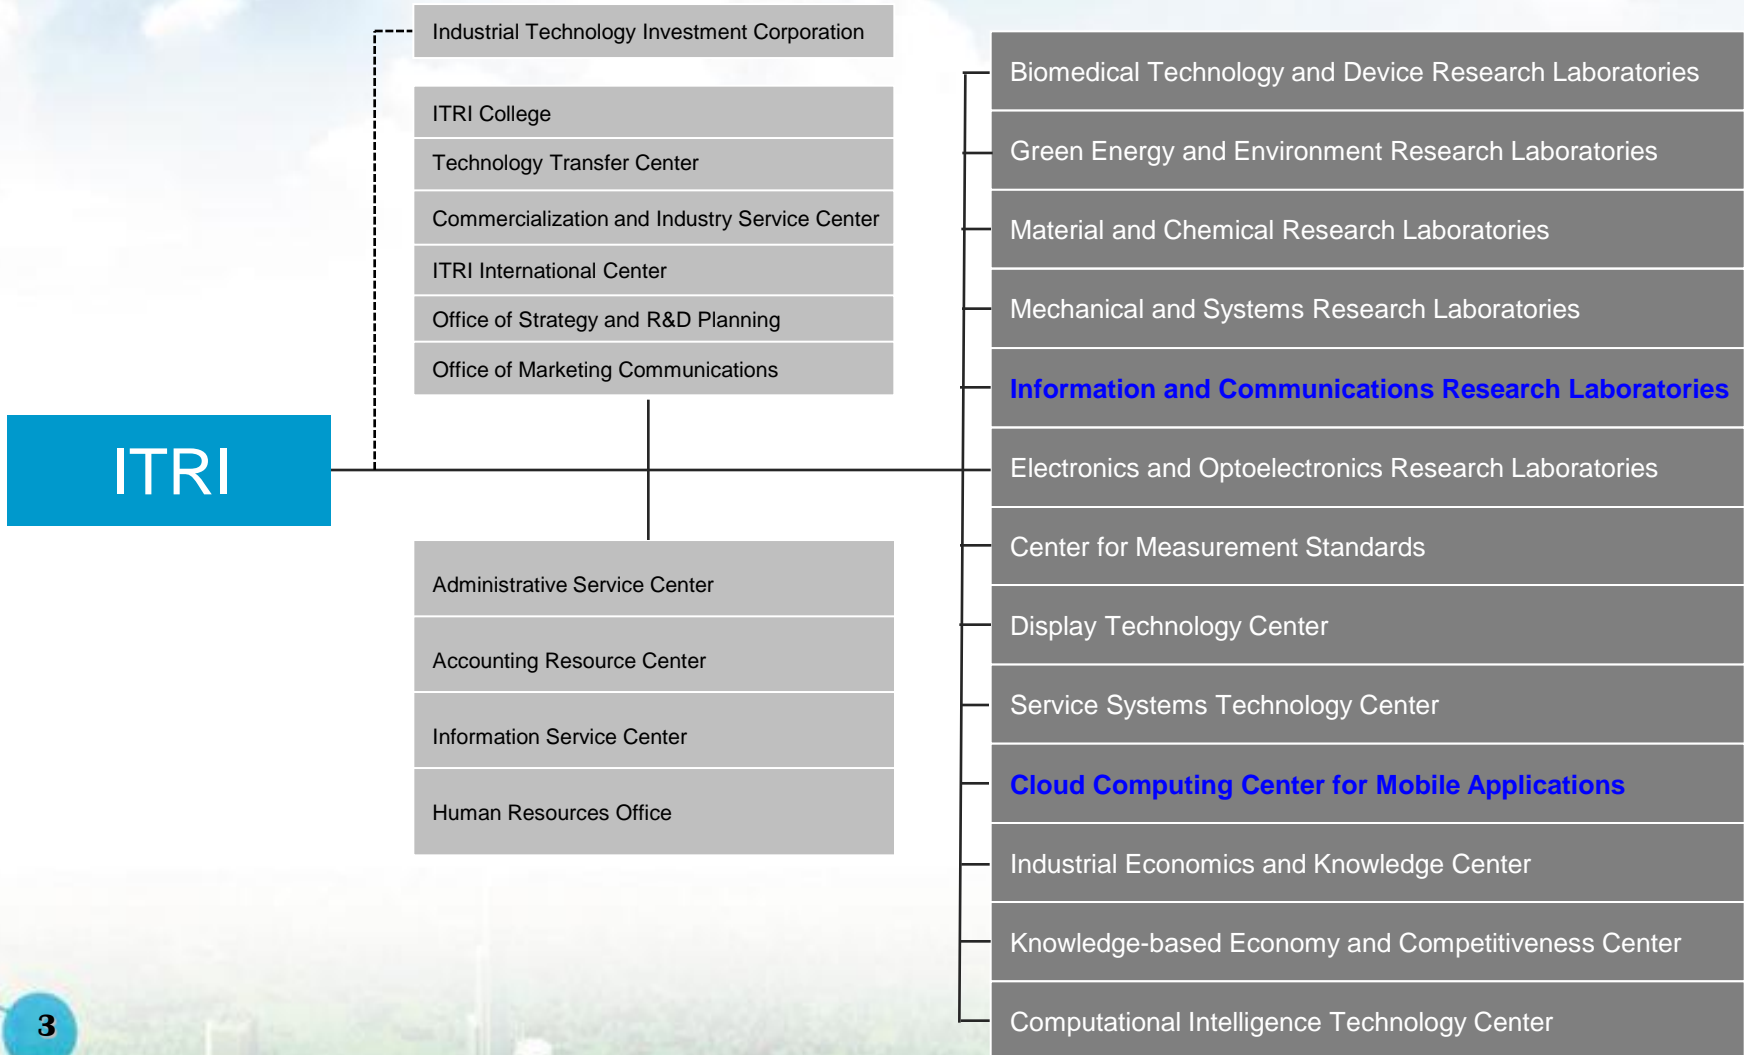 Industrial Technology Investment Corporation
ITRI College
Technology Transfer Center
Commercialization and Industry Service Center
ITRI International Center
Office of Strategy and R&D Planning
Office of Marketing Communications
ITRI
Administrative Service Center
Accounting Resource Center
Information Service Center
Human Resources Office
Biomedical Technology and Device Research Laboratories
Green Energy and Environment Research Laboratories
Material and Chemical Research Laboratories
Mechanical and Systems Research Laboratories
Information and Communications Research Laboratories
Electronics and Optoelectronics Research Laboratories
Center for Measurement Standards
Display Technology Center
Service Systems Technology Center
Cloud Computing Center for Mobile Applications
Industrial Economics and Knowledge Center
Knowledge-based Economy and Competitiveness Center
Computational Intelligence Technology Center
3